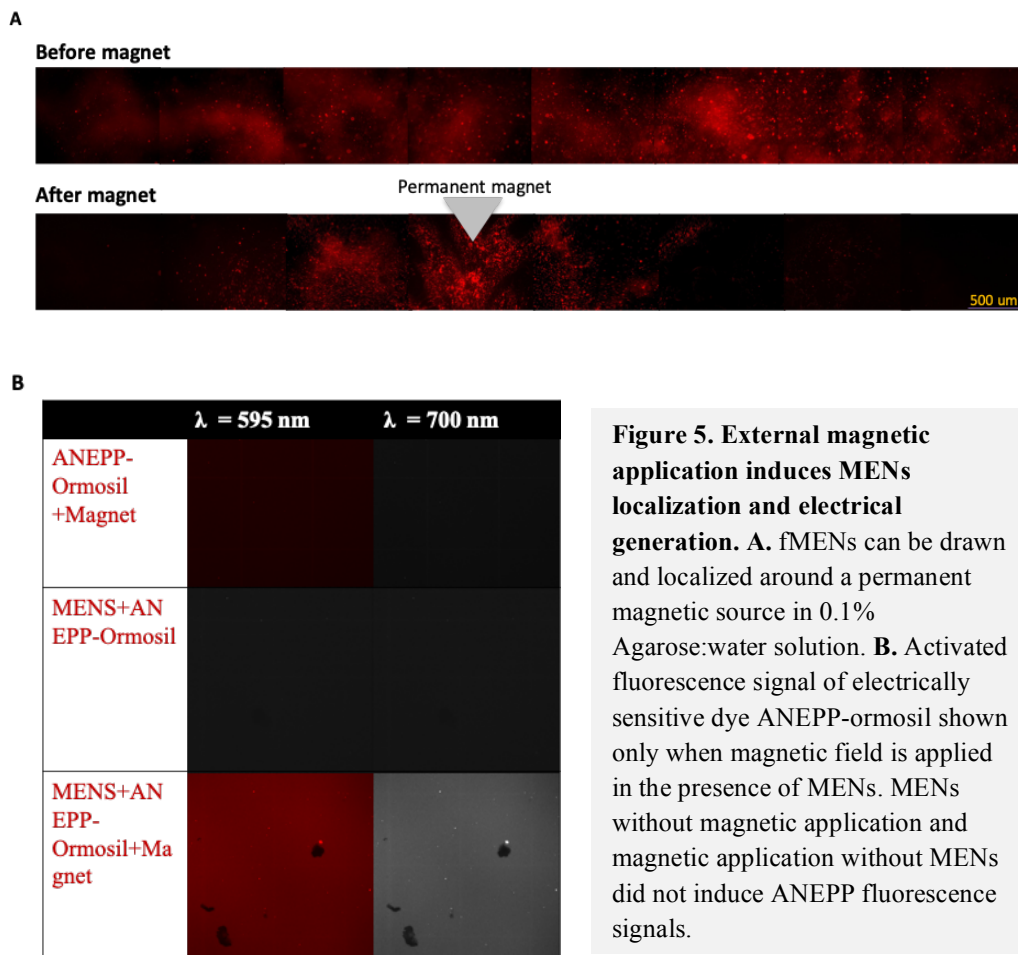 A
Before magnet
After magnet
Permanent magnet
500 um
B
λ = 595 nm
λ = 700 nm
ANEPP-
Ormosil
+Magnet
MENS+AN
EPP-Ormosil
MENS+AN
EPP-
Ormosil+Ma
gnet
Figure 5. External magnetic
application induces MENs
localization and electrical
generation. A. fMENs can be drawn
and localized around a permanent
magnetic source in 0.1%
Agarose:water solution. B. Activated
fluorescence signal of electrically
sensitive dye ANEPP-ormosil shown
only when magnetic field is applied
in the presence of MENs. MENs
without magnetic application and
magnetic application without MENs
did not induce ANEPP fluorescence
signals.